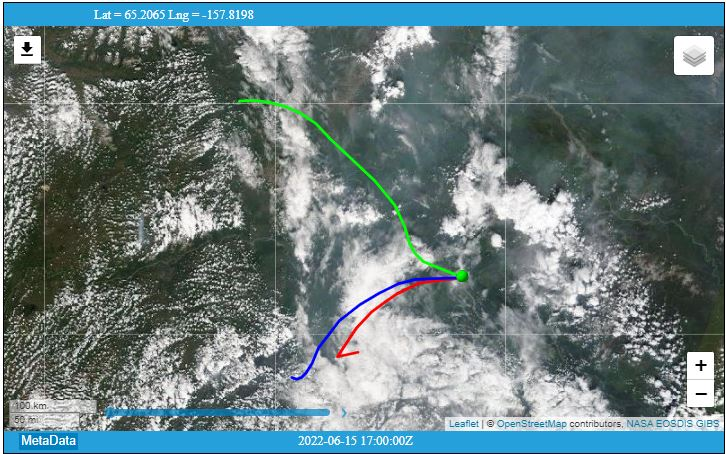 Lat = 65.2065 Lng = -157.8198
+
−
100 km
50 mi
Leaflet | © OpenStreetMap contributors, NASA EOSDIS GIBS
MetaData
2022-06-15 17:00:00Z